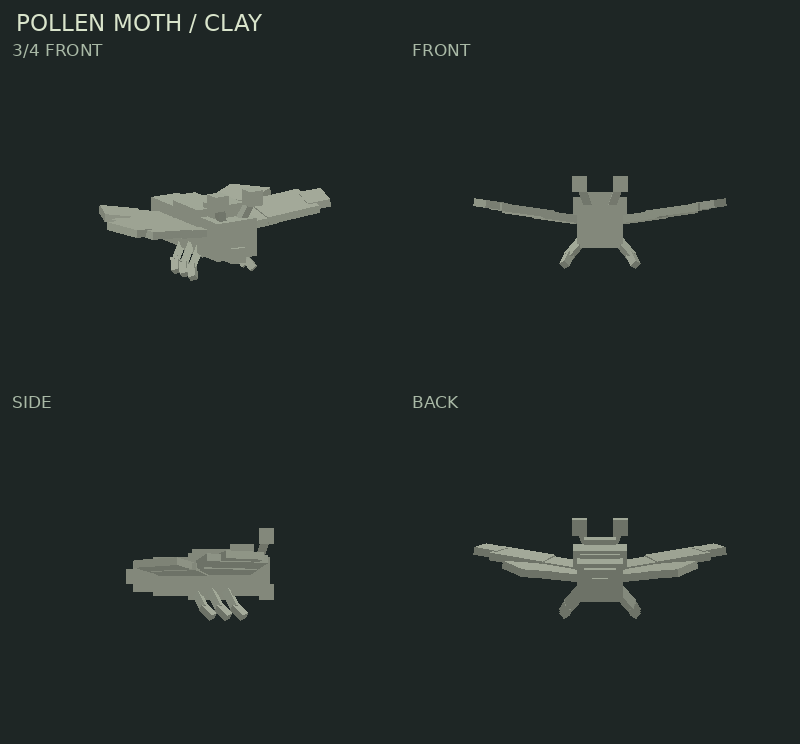 POLLEN MOTH / CLAY
3/4 FRONT
FRONT
SIDE
BACK